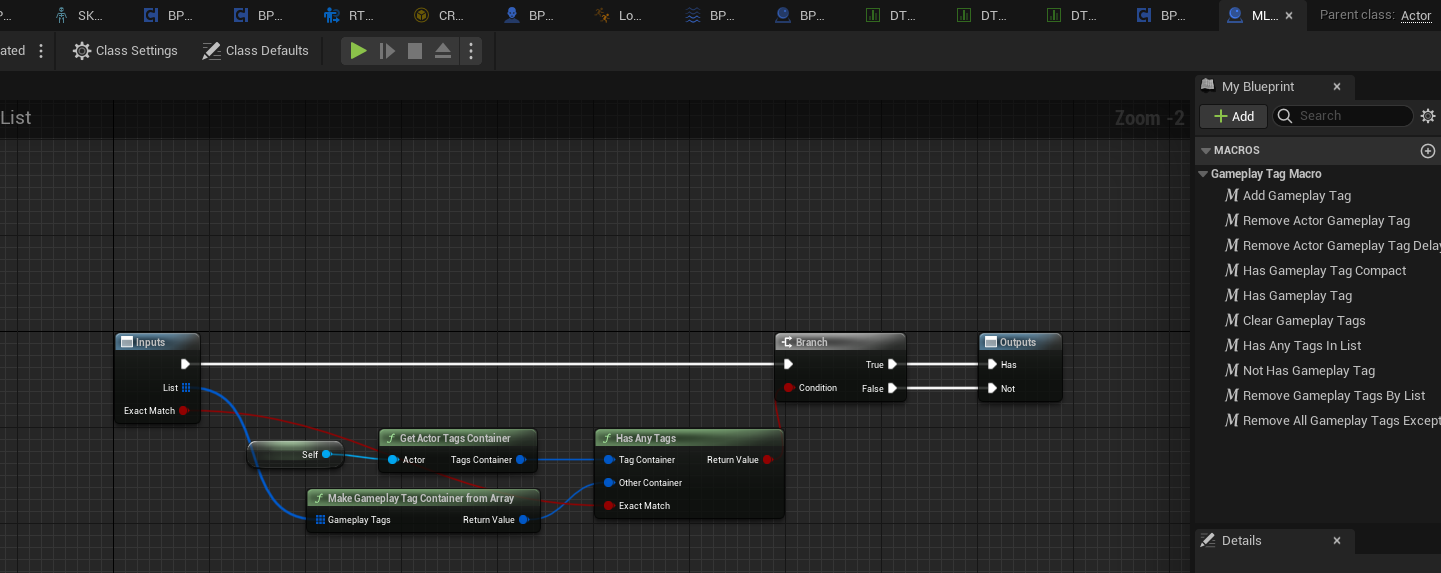 P...
SK...
BP...
BP...
RT...
CR...
BP...
Lo...
BP...
BP...
DT...
DT...
DT...
BP...
ML...
Parent class: Actor
ated
Class Settings
Class Defaults
My Blueprint
List
Zoom -2
Add
Search
MACROS
Gameplay Tag Macro
Add Gameplay Tag
Remove Actor Gameplay Tag
Remove Actor Gameplay Tag Delay
Has Gameplay Tag Compact
Has Gameplay Tag
Clear Gameplay Tags
Has Any Tags In List
Not Has Gameplay Tag
Remove Gameplay Tags By List
Remove All Gameplay Tags Except
Inputs
List
Exact Match
Branch
True
Condition
False
Outputs
Has
Not
Self
Get Actor Tags Container
Actor
Tags Container
Make Gameplay Tag Container from Array
Gameplay Tags
Return Value
Has Any Tags
Tag Container
Return Value
Other Container
Exact Match
Details